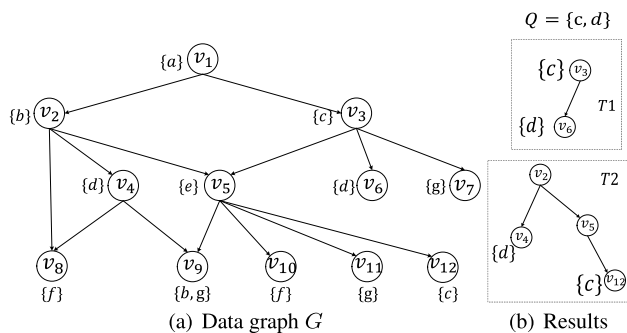 Q = {c, d}
{a} v1
{b} v2 {c} v3
{d} v4 {e} v5 {d} v6 {g} v7
v8 v9 v10 v11 v12
{f} {b, g} {f} {g} {c}
(a) Data graph G
{c} v3
T1
{d} v6
v2 T2
v4 v5
{d}
{c} v12
(b) Results